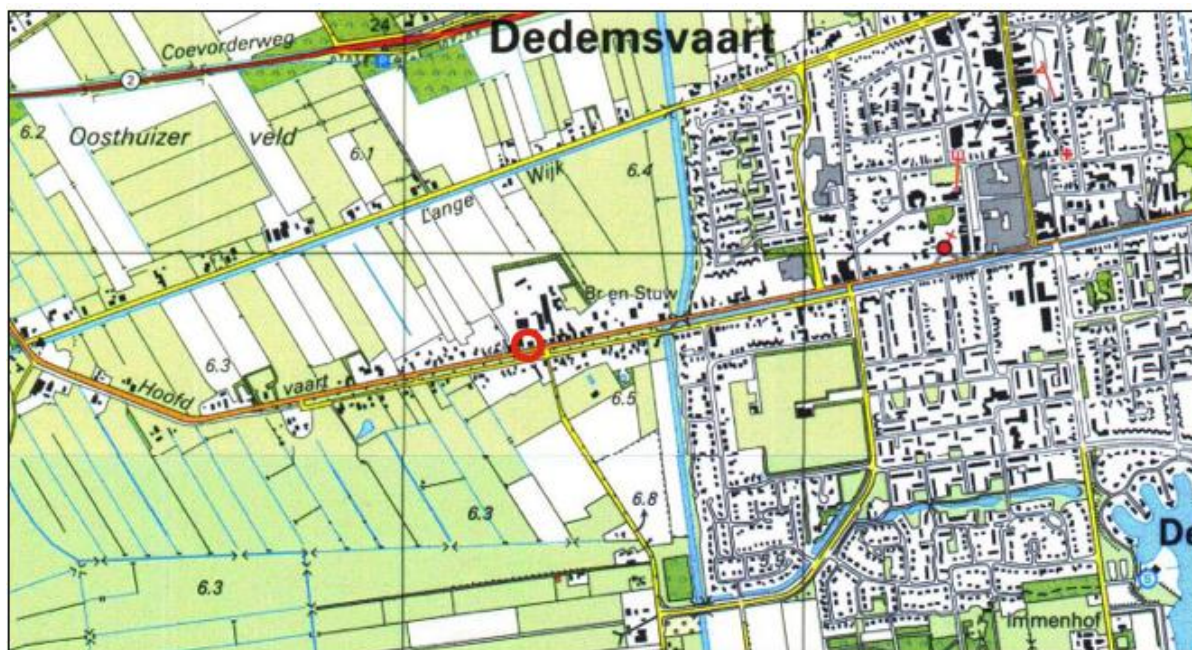 24
Dedemsvaart
Coevorderweg
2
6.2
Oosthuizer veld
6.1
Wijk
6.4
Lange
Br en Stuw
6.3
Hoofd vaart
6.5
6.8
6.3
6.3
De
5
Immenhof